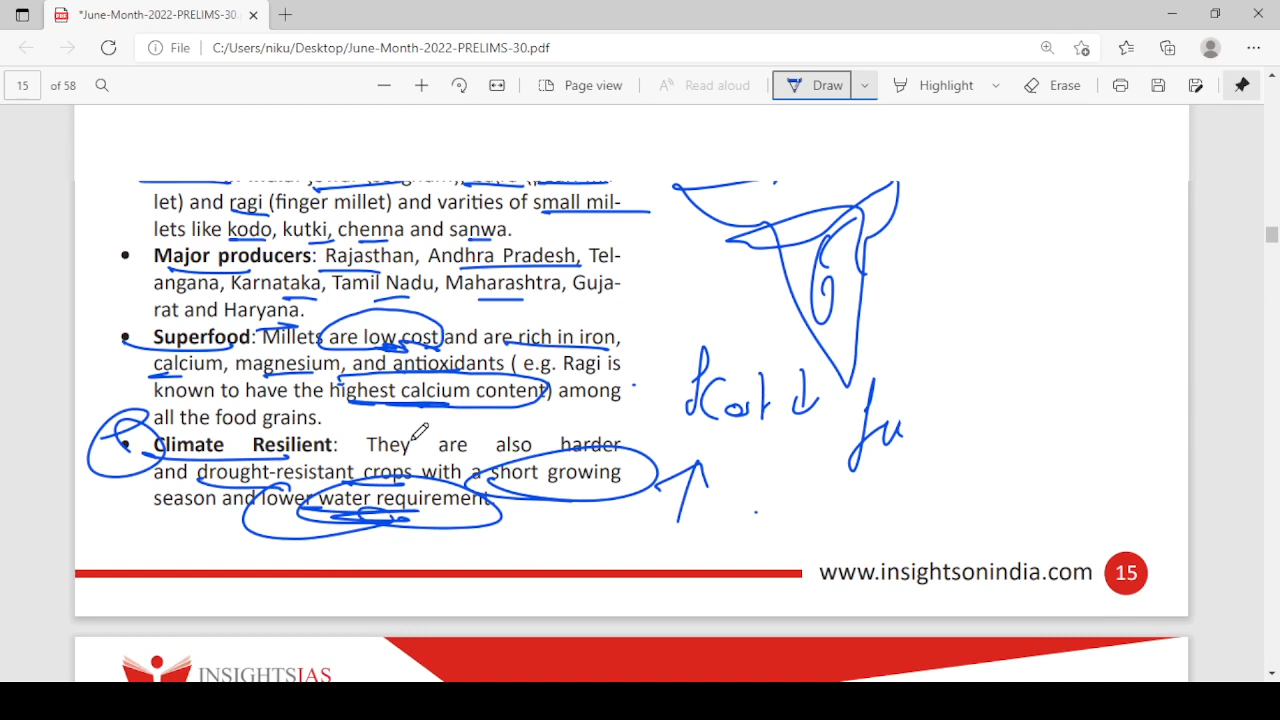 *June-Month-2022-PRELIMS-30.
File C:/Users/niku/Desktop/June-Month-2022-PRELIMS-30.pdf
15 of 58 Page view Read aloud Draw Highlight Erase
let) and ragi (finger millet) and varities of small mil-
lets like kodo, kutki, chenna and sanwa.
• Major producers: Rajasthan, Andhra Pradesh, Tel-
angana, Karnataka, Tamil Nadu, Maharashtra, Guja-
rat and Haryana.
• Superfood: Millets are low cost and are rich in iron,
calcium, magnesium, and antioxidants ( e.g. Ragi is
known to have the highest calcium content) among
all the food grains.
• Climate Resilient: They are also harder
and drought-resistant crops with a short growing
season and lower water requirement
Cost ↓
www.insightsonindia.com 15
INSIGHTSIAS